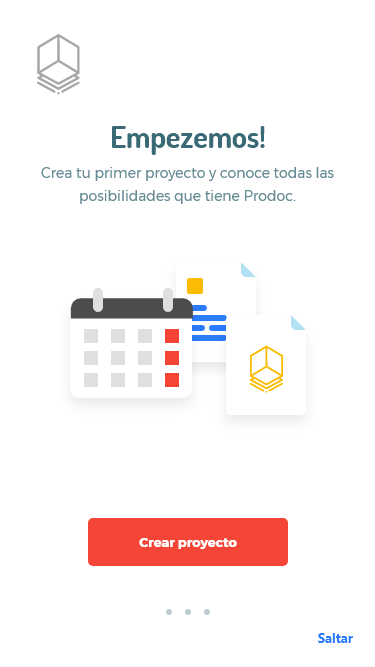 Empezemos!
Crea tu primer proyecto y conoce todas las
posibilidades que tiene Prodoc.
Crear proyecto
Saltar